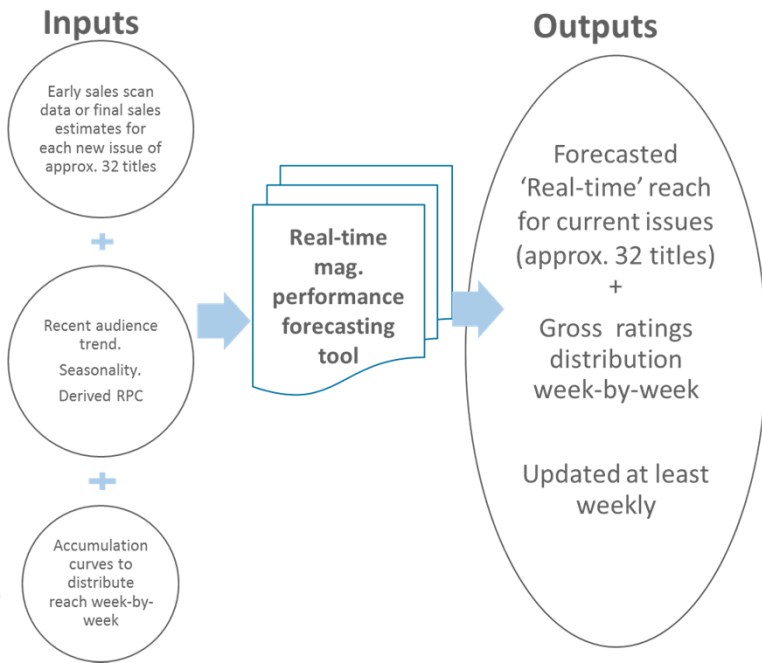 Inputs
Early sales scan
data or final sales
estimates for
each new issue of
approx. 32 titles
+
Recent audience
trend.
Seasonality.
Derived RPC
+
Accumulation
curves to
distribute
reach week-by-
week
Real-time
mag.
performance
forecasting
tool
Outputs
Forecasted
‘Real-time’ reach
for current issues
(approx. 32 titles)
+
Gross ratings
distribution
week-by-week
Updated at least
weekly